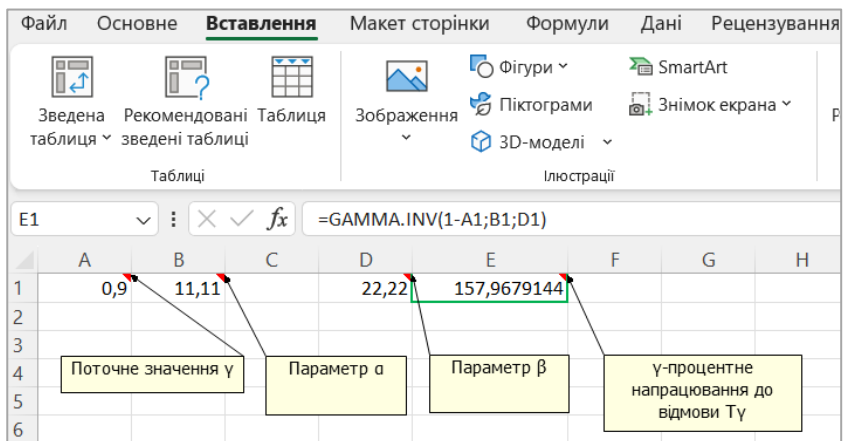 Файл Основне Вставлення Макет сторінки Формули Дані Рецензування
Зведена таблиця
Рекомендовані зведені таблиці
Таблиця
Таблиці
Зображення
Фігури
Піктограми
3D-моделі
SmartArt
Знімок екрана
Ілюстрації
E1 fx =GAMMA.INV(1-A1;B1;D1)
A B C D E F G H
1 0,9 11,11 22,22 157,9679144
2
3
4
5
6
Поточне значення γ
Параметр α
Параметр β
γ-процентне
напрацювання до
відмови Тγ